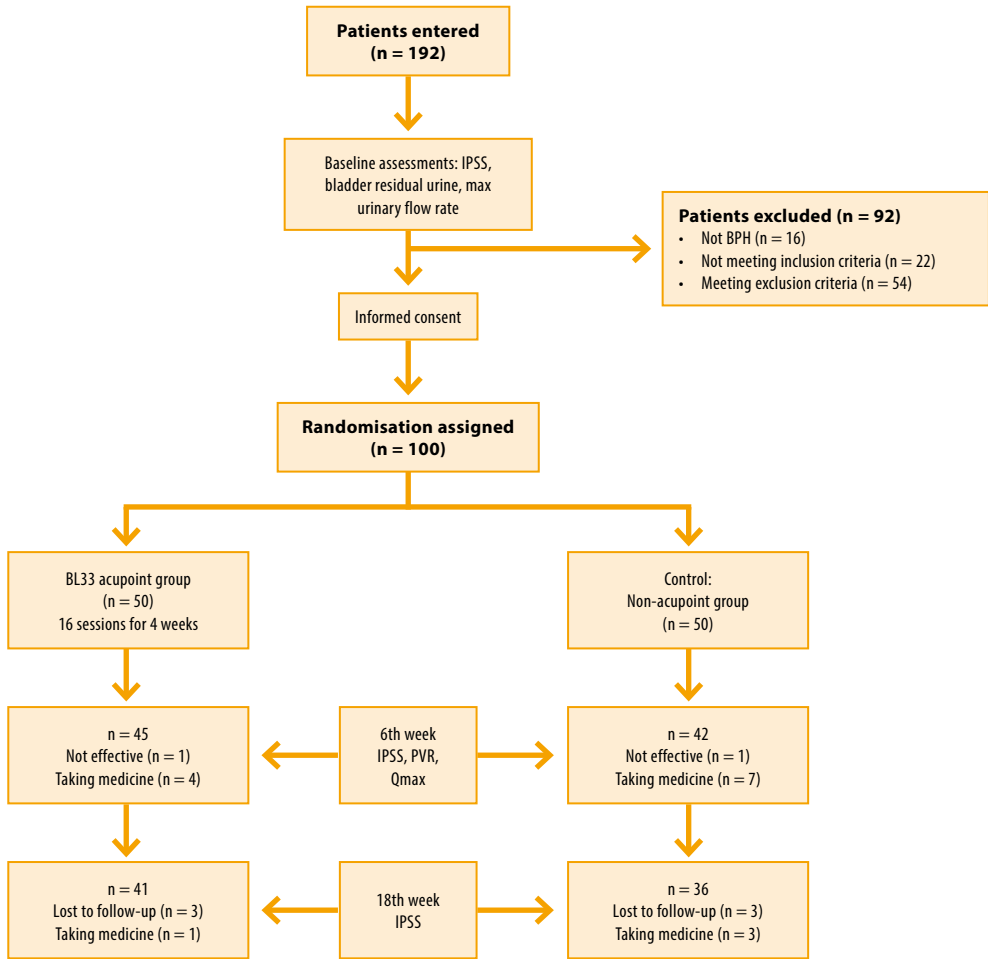 Patients entered
(n = 192)
Baseline assessments: IPSS,
bladder residual urine, max
urinary flow rate
Patients excluded (n = 92)
• Not BPH (n = 16)
• Not meeting inclusion criteria (n = 22)
• Meeting exclusion criteria (n = 54)
Informed consent
Randomisation assigned
(n = 100)
BL33 acupoint group
(n = 50)
16 sessions for 4 weeks
Control:
Non-acupoint group
(n = 50)
n = 45
Not effective (n = 1)
Taking medicine (n = 4)
6th week
IPSS, PVR,
Qmax
n = 42
Not effective (n = 1)
Taking medicine (n = 7)
n = 41
Lost to follow-up (n = 3)
Taking medicine (n = 1)
18th week
IPSS
n = 36
Lost to follow-up (n = 3)
Taking medicine (n = 3)